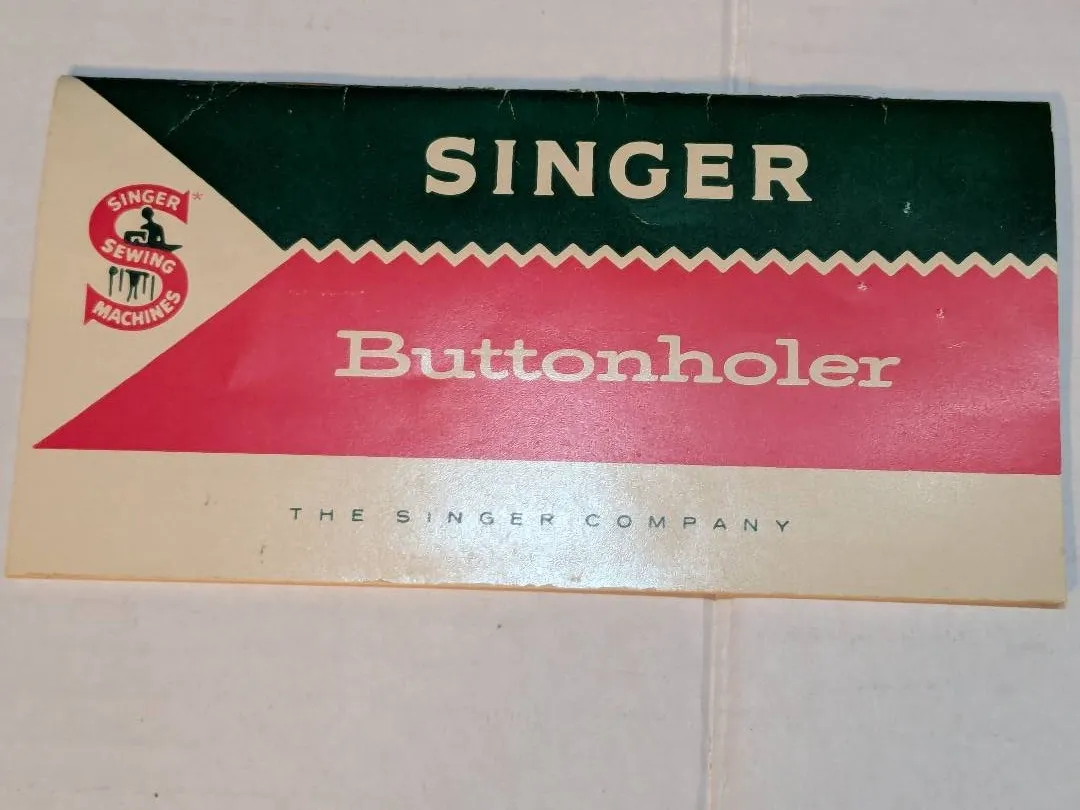 SINGER
SINGER*
SEWING
MACHINES
Buttonholer
THE SINGER COMPANY